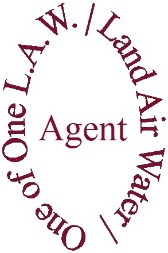 One of One L.A.W. / Land Air Water /
Agent